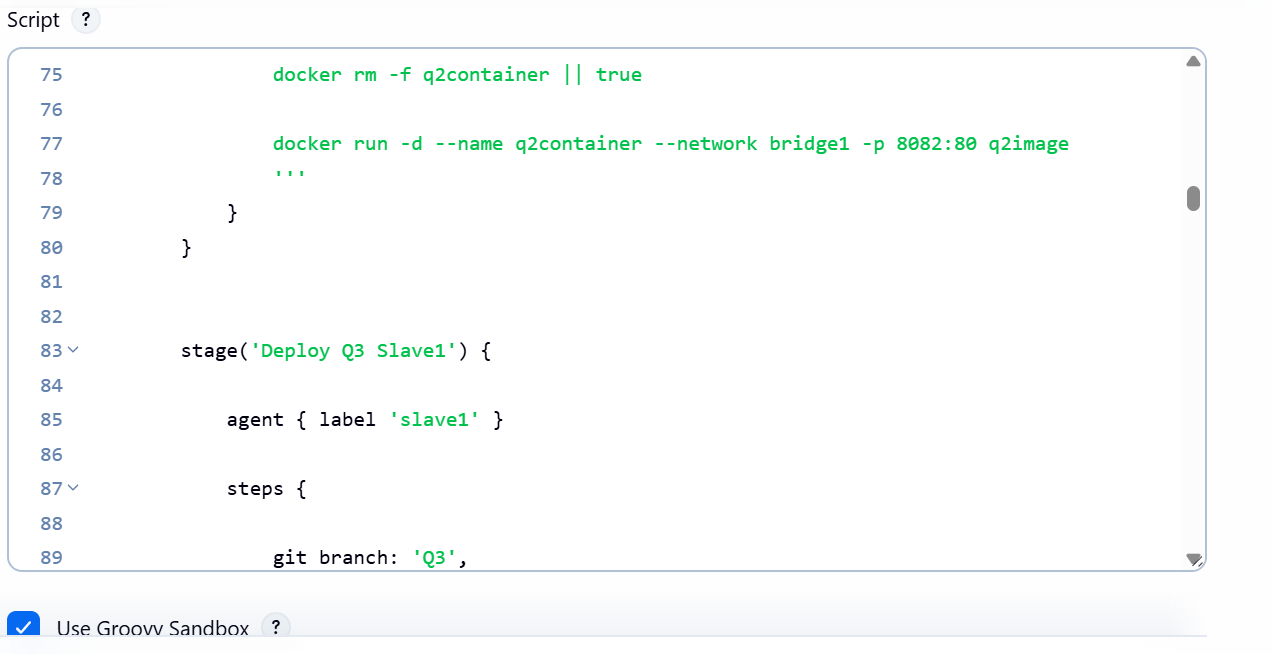 Script ?
75 docker rm -f q2container || true
76
77 docker run -d --name q2container --network bridge1 -p 8082:80 q2image
78 '''
79 }
80 }
81
82
83 stage('Deploy Q3 Slave1') {
84
85 agent { label 'slave1' }
86
87 steps {
88
89 git branch: 'Q3',
Use Groovy Sandbox ?